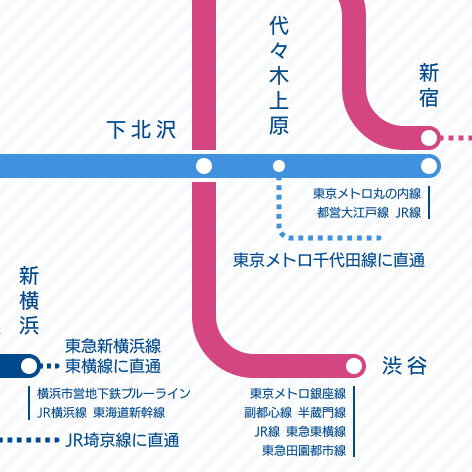 代々木上原
新宿
下北沢
東京メトロ丸の内線
都営大江戸線 JR線
東京メトロ千代田線に直通
新横浜
東急新横浜線
東横線に直通
渋谷
横浜市営地下鉄ブルーライン
JR横浜線 東海道新幹線
東京メトロ銀座線
副都心線 半蔵門線
JR線 東急東横線
東急田園都市線
JR埼京線に直通